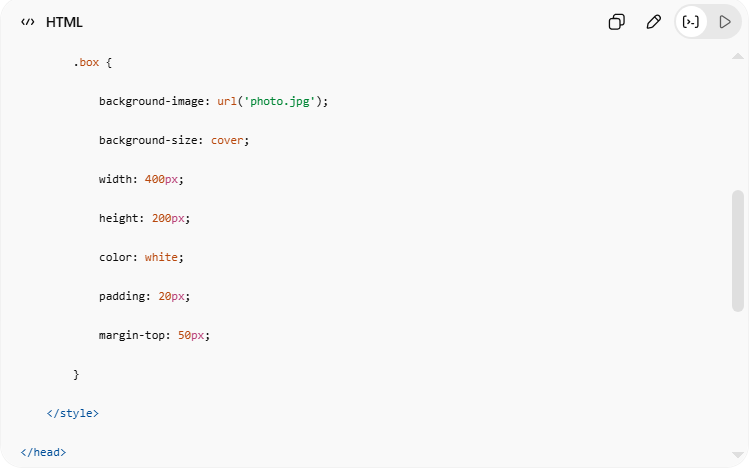 HTML
.box {
background-image: url('photo.jpg');
background-size: cover;
width: 400px;
height: 200px;
color: white;
padding: 20px;
margin-top: 50px;
}
</style>
</head>